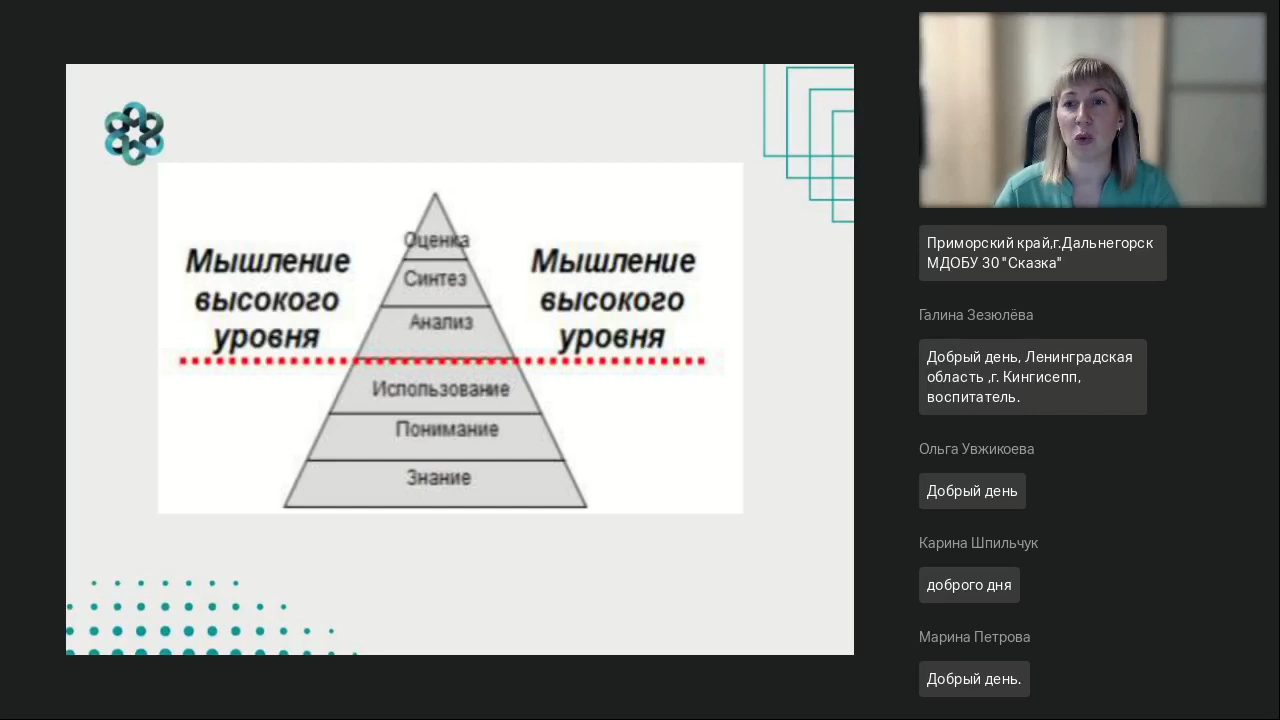 Мышление
высокого
уровня
Оценка
Синтез
Анализ
Использование
Понимание
Знание
Мышление
высокого
уровня
Приморский край,г.Дальнегорск
МДОБУ 30 "Сказка"
Галина Зезюлёва
Добрый день, Ленинградская
область ,г. Кингисепп,
воспитатель.
Ольга Увжикоева
Добрый день
Карина Шпильчук
доброго дня
Марина Петрова
Добрый день.